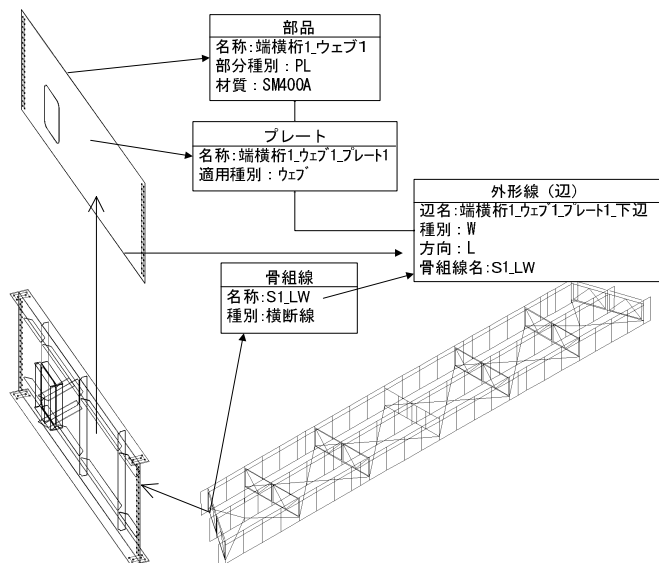 部品
名称:端横桁1_ウェブ1
部分種別：PL
材質：SM400A
プレート
名称:端横桁1_ウェブ1_プレート1
適用種別：ウェブ
外形線（辺）
辺名:端横桁1_ウェブ1_プレート1_下辺
種別：W
方向：L
骨組線名:S1_LW
骨組線
名称:S1_LW
種別:横断線